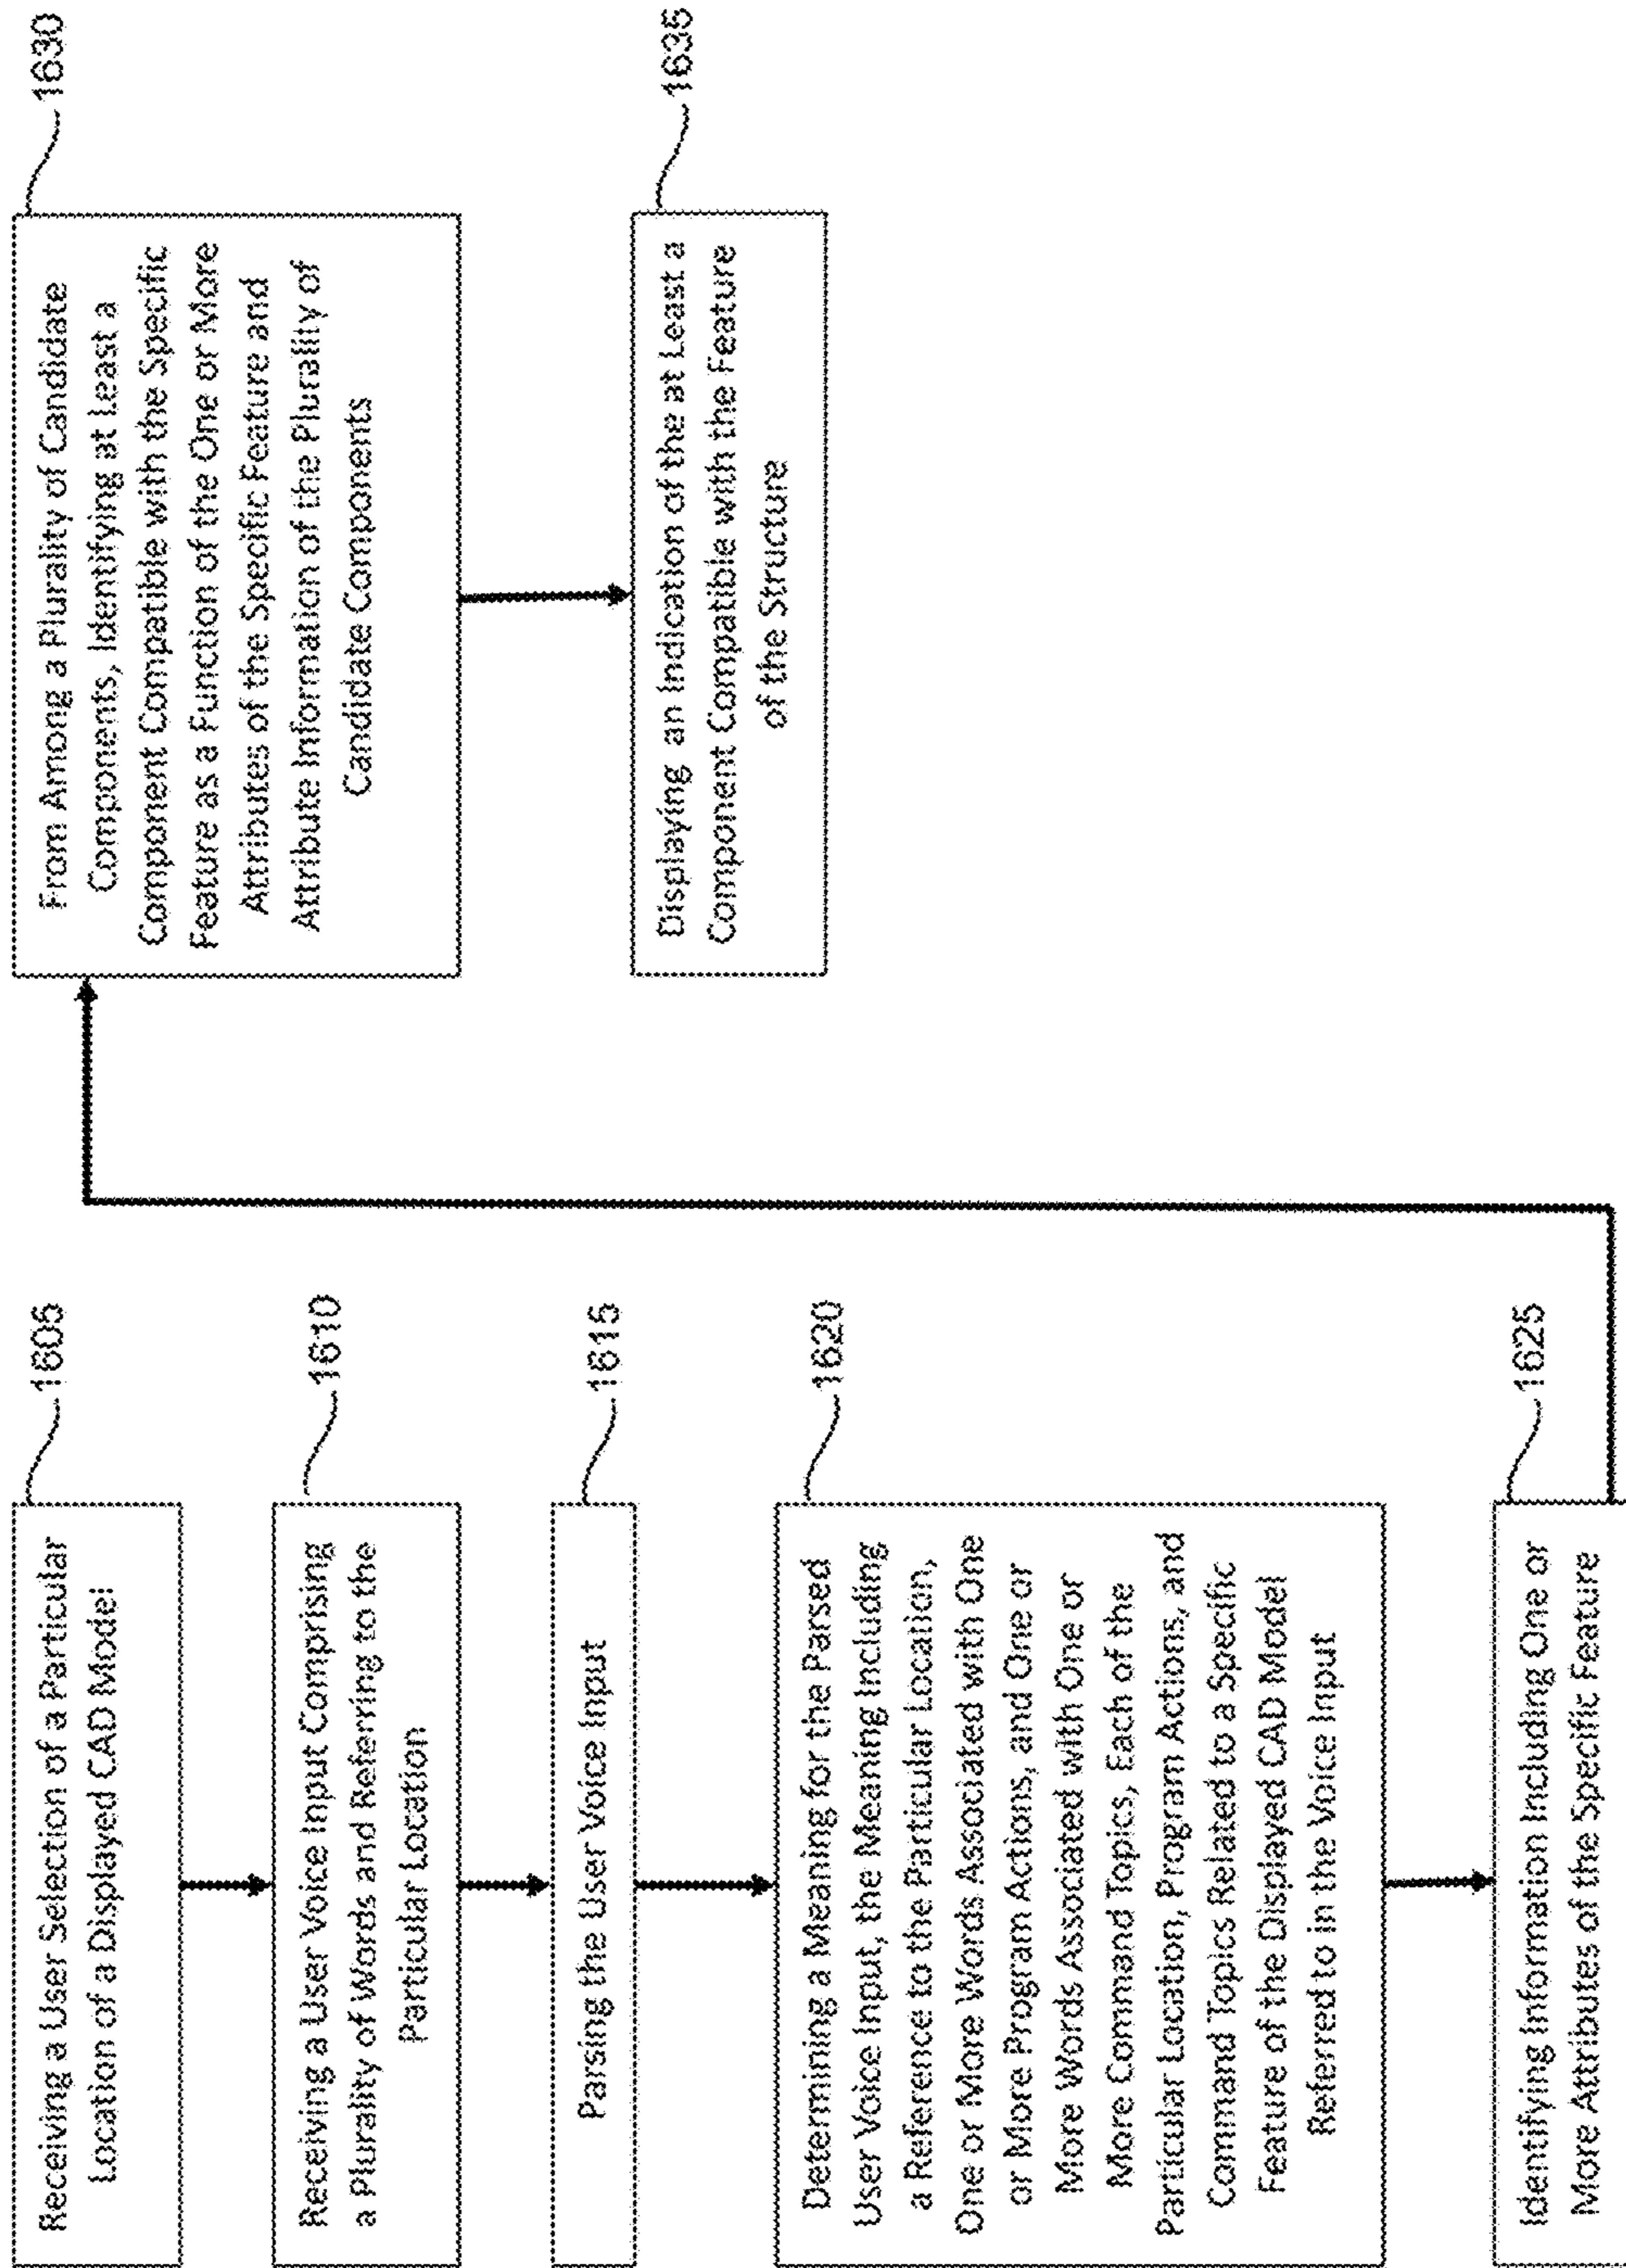 Receiving a User Selection of a Particular
Location of a Displayed CAD Model
1605
Receiving a User Voice Input Comprising
a Plurality of Words and Referring to the
Particular Location
1610
Parsing the User Voice Input
1615
Determining a Meaning for the Parsed
User Voice Input, the Meaning Including
a Reference to the Particular Location,
One or More Words Associated with One
or More Program Actions, and One or
More Words Associated with One or
More Command Topics, Each of the
Particular Location, Program Actions, and
Command Topics Related to a Specific
Feature of the Displayed CAD Model
Referred to in the Voice Input
1620
Identifying Information Including One or
More Attributes of the Specific Feature
1625
From Among a Plurality of Candidate
Components, Identifying at Least a
Component Compatible with the Specific
Feature as a Function of the One or More
Attributes of the Specific Feature and
Attribute Information of the Plurality of
Candidate Components
1630
Displaying an Indication of the at Least a
Component Compatible with the Feature
of the Structure
1635